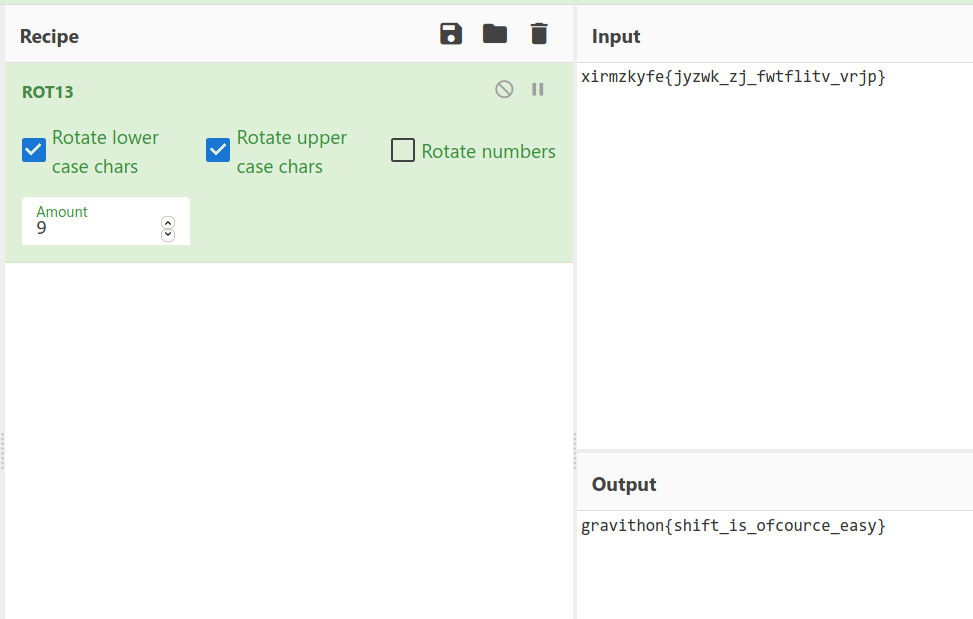 Recipe
ROT13
Rotate lower
case chars
Rotate upper
case chars
Rotate numbers
Amount
9
Input
xirmzkyfe{jyzwk_zj_fwtflitv_vrjp}
Output
gravithon{shift_is_ofcource_easy}